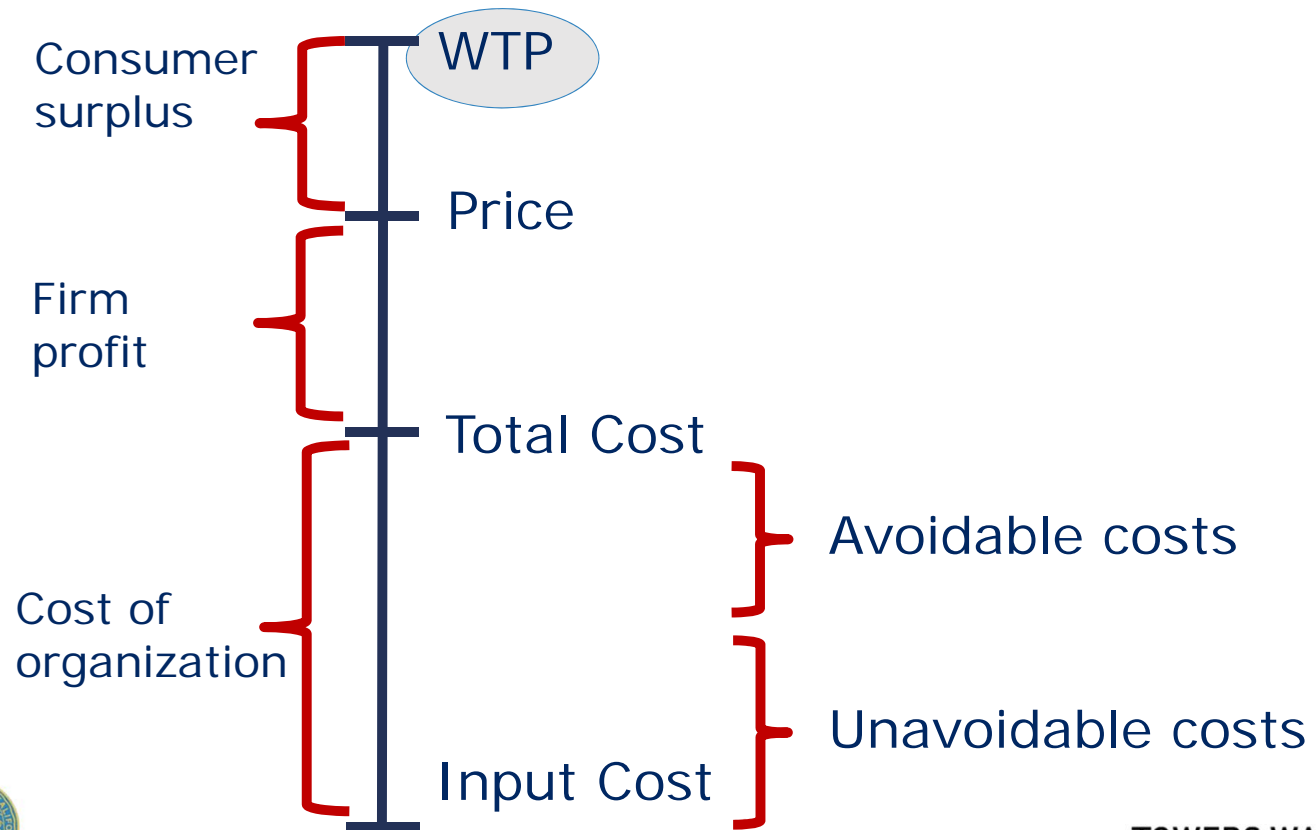 Consumer
surplus
WTP
Price
Firm
profit
Total Cost
Avoidable costs
Cost of
organization
Unavoidable costs
Input Cost